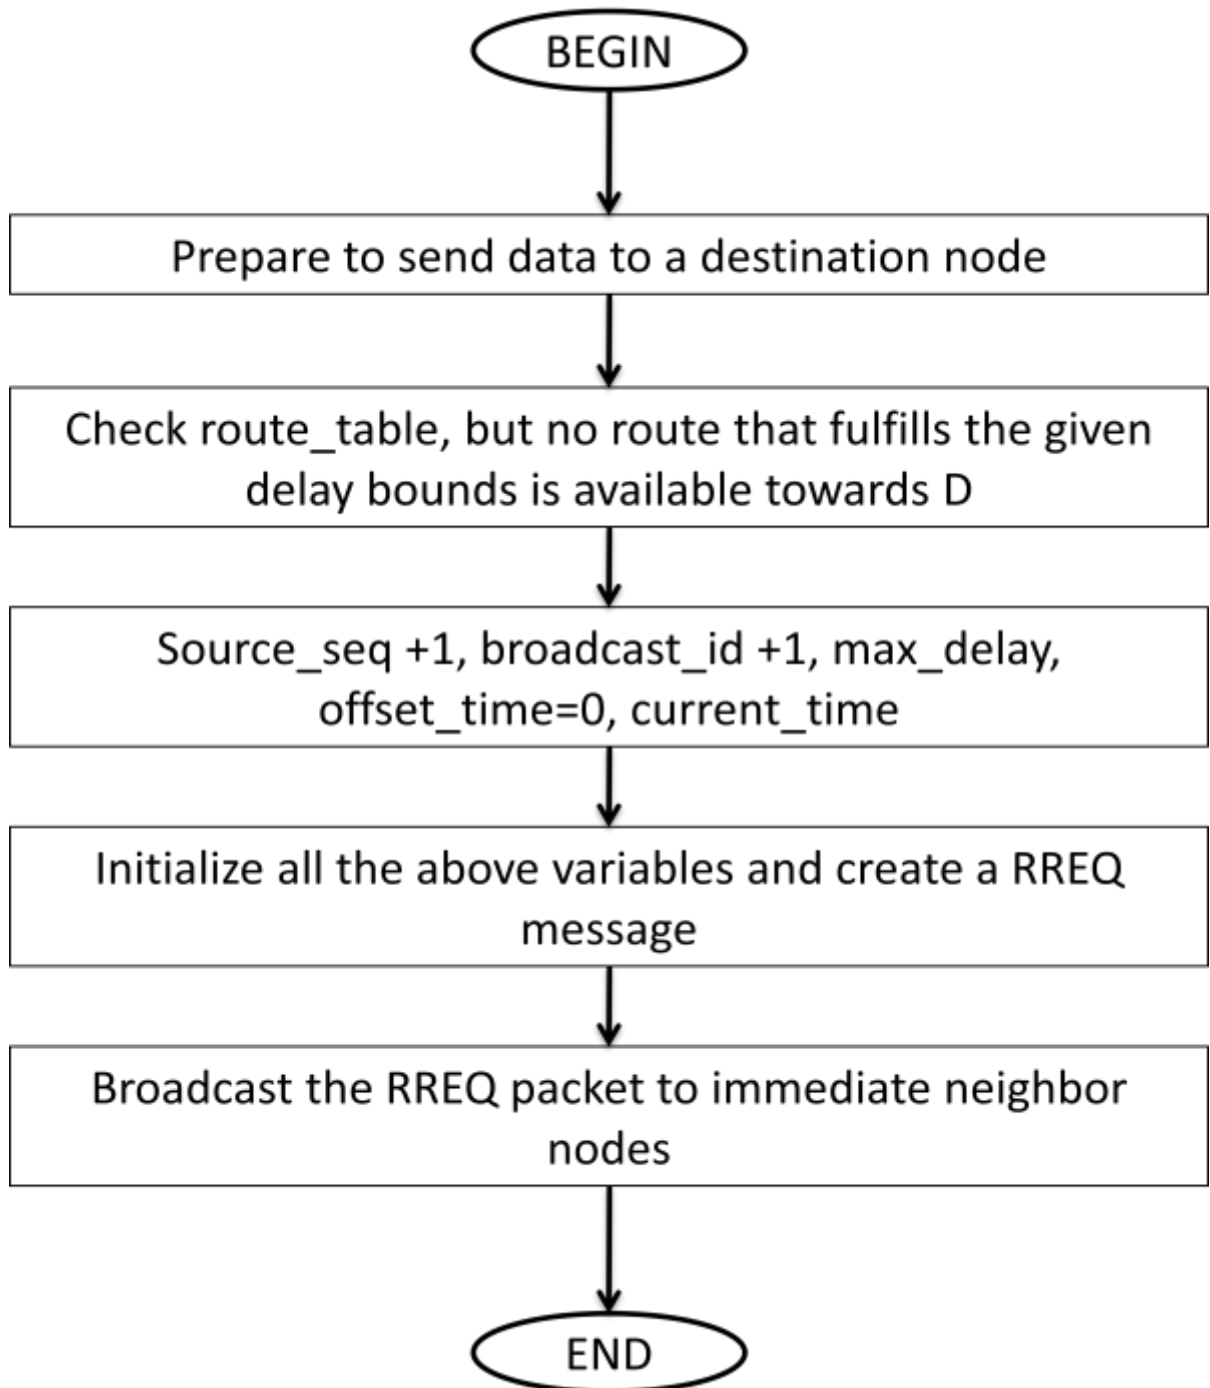 BEGIN
Prepare to send data to a destination node
Check route_table, but no route that fulfills the given
delay bounds is available towards D
Source_seq +1, broadcast_id +1, max_delay,
offset_time=0, current_time
Initialize all the above variables and create a RREQ
message
Broadcast the RREQ packet to immediate neighbor
nodes
END